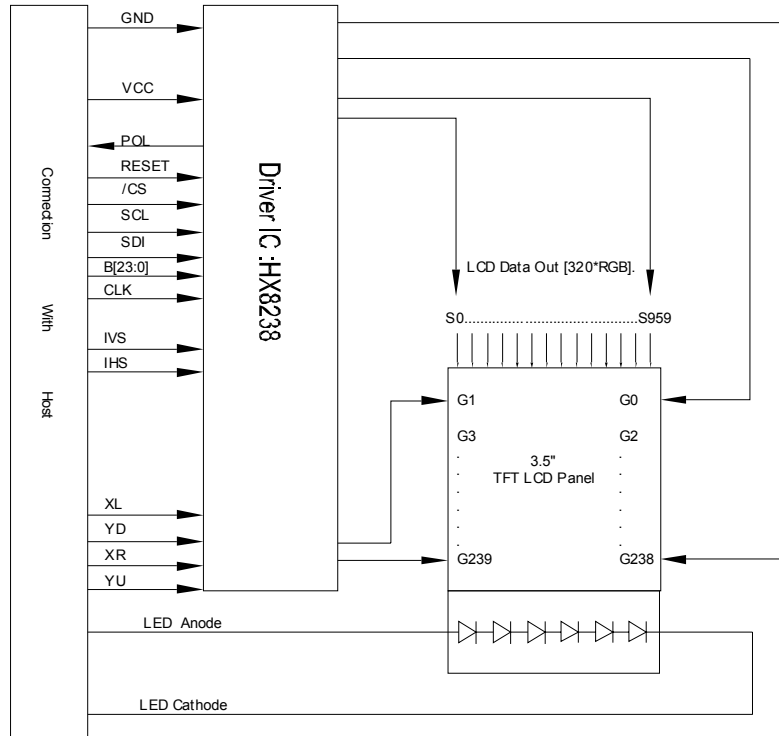 GND
VCC
POL
RESET
/CS
SCL
SDI
B[23:0]
CLK
IVS
IHS
XL
YD
XR
YU
LED Anode
LED Cathode
Connection With Host
Driver IC :HX8238
LCD Data Out [320*RGB].
S0..........................................S959
G1 G0
G3 G2
3.5"
TFT LCD Panel
G239 G238